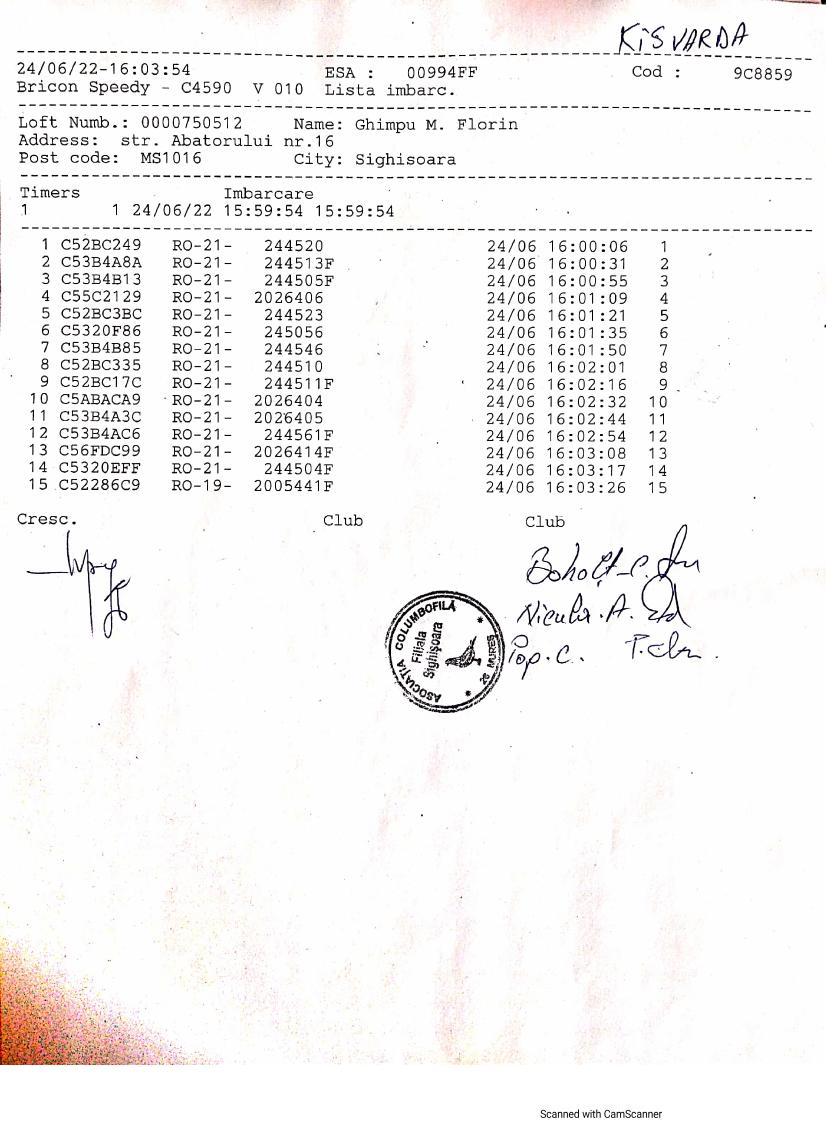 KiSVARDA
24/06/22-16:03:54 ESA : 00994FF Cod : 9C8859
Bricon Speedy - C4590 V 010 Lista imbarc.
Loft Numb.: 0000750512 Name: Ghimpu M. Florin
Address: str. Abatorului nr.16
Post code: MS1016 City: Sighisoara
Timers Imbarcare
1 1 24/06/22 15:59:54 15:59:54
1 C52BC249 RO-21- 244520 24/06 16:00:06 1
2 C53B4A8A RO-21- 244513F 24/06 16:00:31 2
3 C53B4B13 RO-21- 244505F 24/06 16:00:55 3
4 C55C2129 RO-21- 2026406 24/06 16:01:09 4
5 C52BC3BC RO-21- 244523 24/06 16:01:21 5
6 C5320F86 RO-21- 245056 24/06 16:01:35 6
7 C53B4B85 RO-21- 244546 24/06 16:01:50 7
8 C52BC335 RO-21- 244510 24/06 16:02:01 8
9 C52BC17C RO-21- 244511F 24/06 16:02:16 9
10 C5ABACA9 RO-21- 2026404 24/06 16:02:32 10
11 C53B4A3C RO-21- 2026405 24/06 16:02:44 11
12 C53B4AC6 RO-21- 244561F 24/06 16:02:54 12
13 C56FDC99 RO-21- 2026414F 24/06 16:03:08 13
14 C5320EFF RO-21- 244504F 24/06 16:03:17 14
15 C52286C9 RO-19- 2005441F 24/06 16:03:26 15
Cresc. Club Club
ASOCIAŢIA COLUMBOFILĂ
Filiala
Sighişoara
26 MUREŞ
Pop. C.
Scanned with CamScanner